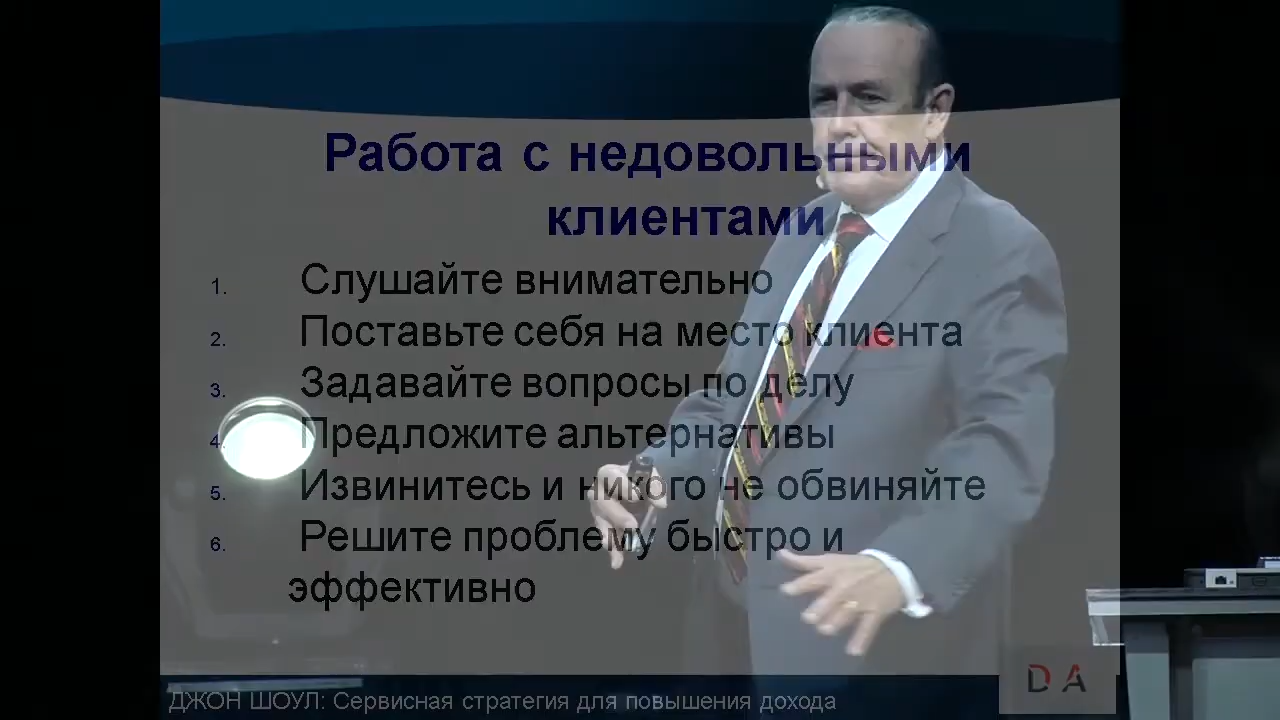 Работа с недовольными
клиентами
1. Слушайте внимательно
2. Поставьте себя на место клиента
3. Задавайте вопросы по делу
4. Предложите альтернативы
5. Извинитесь и никого не обвиняйте
6. Решите проблему быстро и
эффективно
DA
ДЖОН ШОУЛ: Сервисная стратегия для повышения дохода